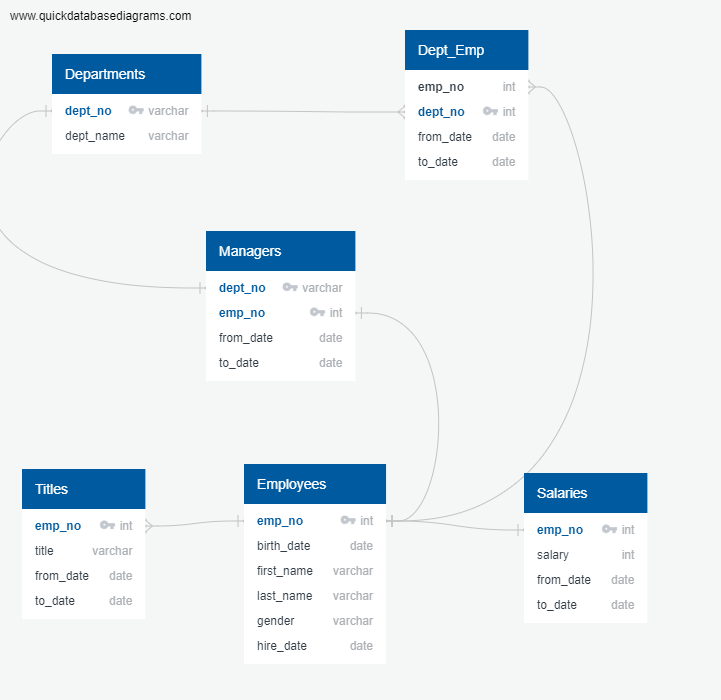 www.quickdatabasediagrams.com
Departments
dept_no varchar
dept_name varchar
Dept_Emp
emp_no int
dept_no int
from_date date
to_date date
Managers
dept_no varchar
emp_no int
from_date date
to_date date
Titles
emp_no int
title varchar
from_date date
to_date date
Employees
emp_no int
birth_date date
first_name varchar
last_name varchar
gender varchar
hire_date date
Salaries
emp_no int
salary int
from_date date
to_date date